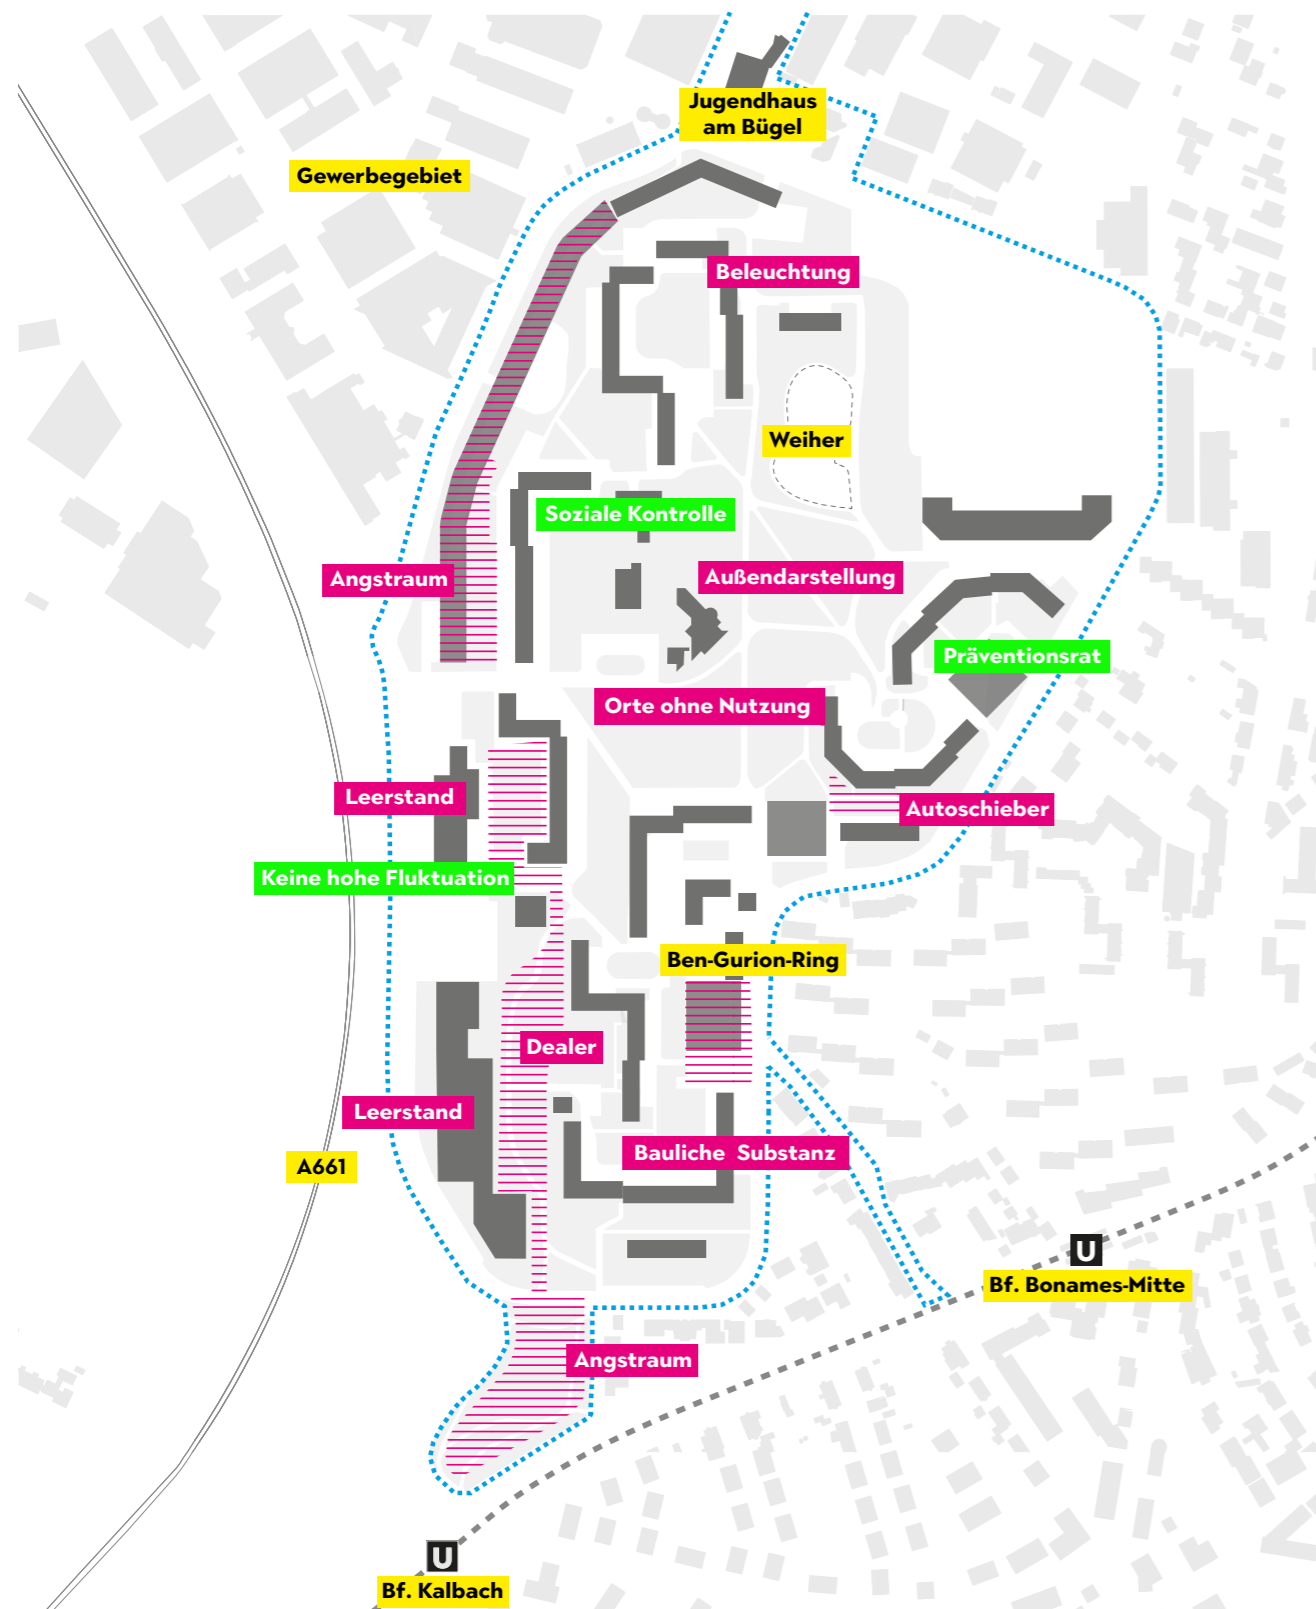 Jugendhaus
am Bügel
Gewerbegebiet
Beleuchtung
Weiher
Soziale Kontrolle
Angstraum
Außendarstellung
Präventionsrat
Orte ohne Nutzung
Leerstand
Autoschieber
Keine hohe Fluktuation
Ben-Gurion-Ring
Dealer
Leerstand
Bauliche Substanz
A661
U
Bf. Bonames-Mitte
Angstraum
U
Bf. Kalbach